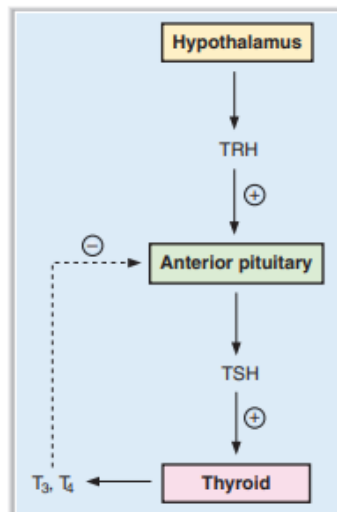 Hypothalamus
TRH
+
−
Anterior pituitary
TSH
+
T₃, T₄
Thyroid